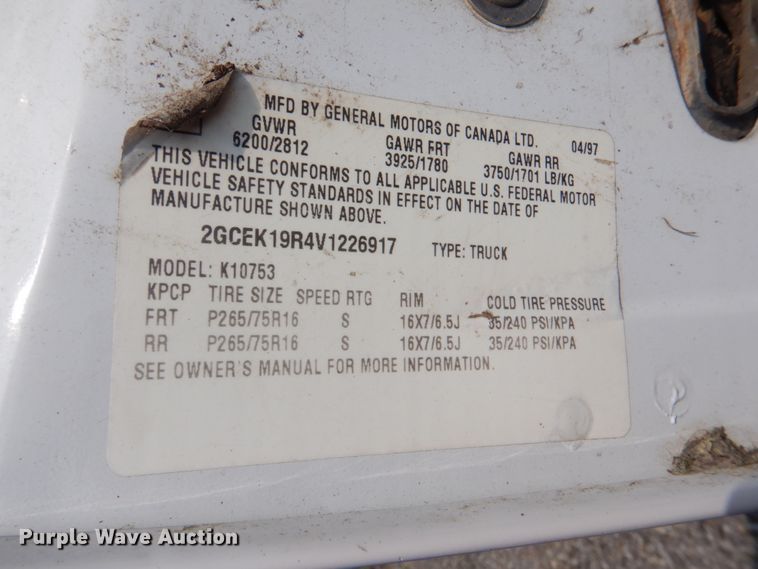 MFD BY GENERAL MOTORS OF CANADA LTD. 04/97
GVWR GAWR FRT GAWR RR
6200/2812 3925/1780 3750/1701 LB/KG
THIS VEHICLE CONFORMS TO ALL APPLICABLE U.S. FEDERAL MOTOR
VEHICLE SAFETY STANDARDS IN EFFECT ON THE DATE OF
MANUFACTURE SHOWN ABOVE.
2GCEK19R4V1226917 TYPE: TRUCK
MODEL: K10753
KPCP TIRE SIZE SPEED RTG RIM COLD TIRE PRESSURE
FRT P265/75R16 S 16X7/6.5J 35/240 PSI/KPA
RR P265/75R16 S 16X7/6.5J 35/240 PSI/KPA
SEE OWNER'S MANUAL FOR MORE INFORMATION.
Purple Wave Auction